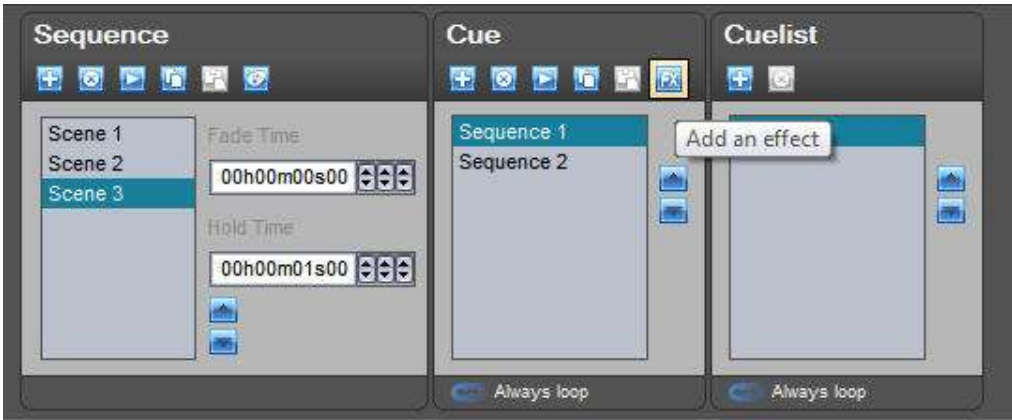 Sequence
Scene 1
Scene 2
Scene 3
Fade Time
00h00m00s00
Hold Time
00h00m01s00
Cue
FX
Sequence 1
Sequence 2
Always loop
Cuelist
Add an effect
Always loop